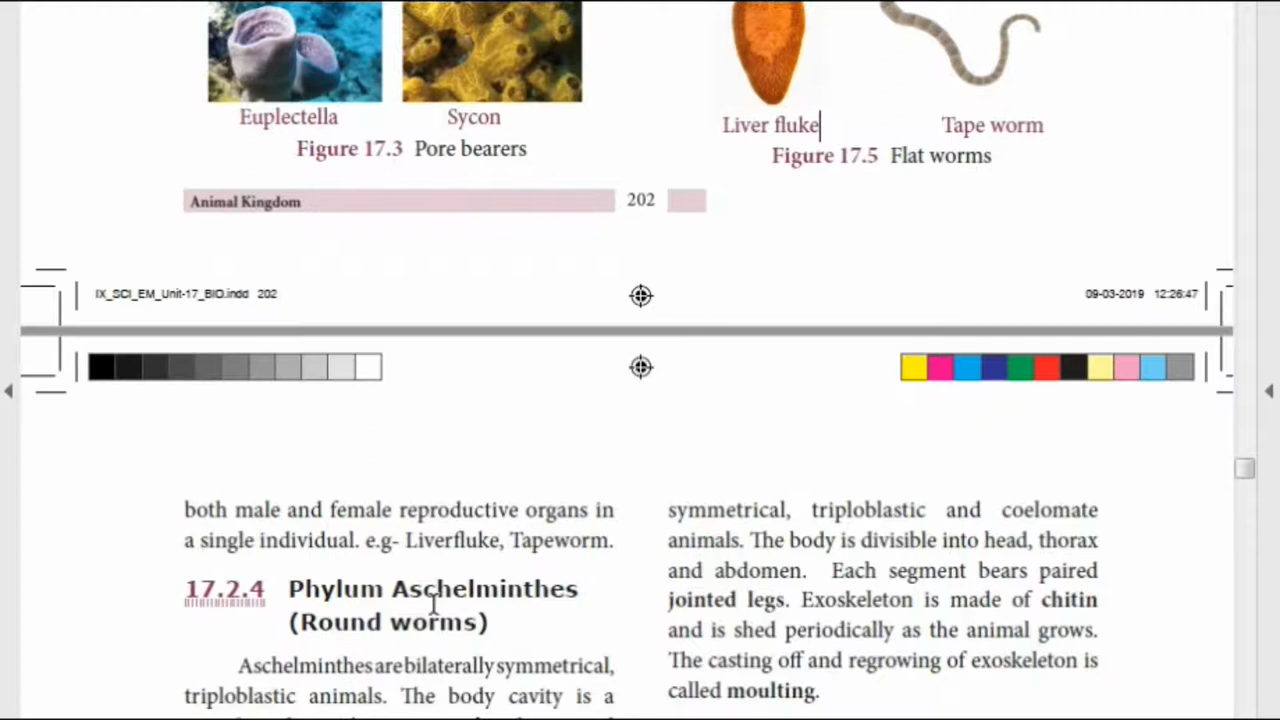 Euplectella
Sycon
Figure 17.3 Pore bearers
Liver fluke
Tape worm
Figure 17.5 Flat worms
Animal Kingdom
202
IX_SCI_EM_Unit-17_BIO.indd 202
09-03-2019 12:26:47
both male and female reproductive organs in
a single individual. e.g- Liverfluke, Tapeworm.
17.2.4 Phylum Aschelminthes
(Round worms)
Aschelminthes are bilaterally symmetrical,
triploblastic animals. The body cavity is a
symmetrical, triploblastic and coelomate
animals. The body is divisible into head, thorax
and abdomen. Each segment bears paired
jointed legs. Exoskeleton is made of chitin
and is shed periodically as the animal grows.
The casting off and regrowing of exoskeleton is
called moulting.